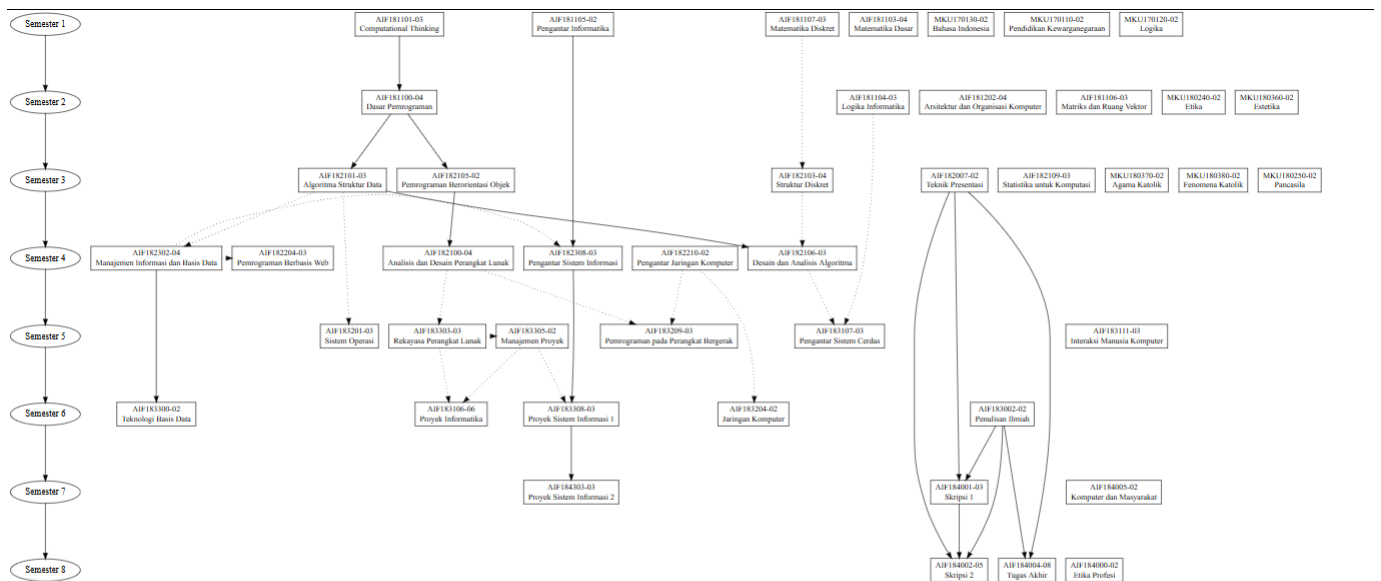 Semester 1
AIF181101-03
Computational Thinking
AIF181105-02
Pengantar Informatika
AIF181107-03
Matematika Diskret
AIF181103-04
Matematika Dasar
MKU170130-02
Bahasa Indonesia
MKU170110-02
Pendidikan Kewarganegaraan
MKU170120-02
Logika
Semester 2
AIF181100-04
Dasar Pemrograman
AIF181104-03
Logika Informatika
AIF181202-04
Arsitektur dan Organisasi Komputer
AIF181106-03
Matriks dan Ruang Vektor
MKU180240-02
Etika
MKU180360-02
Estetika
Semester 3
AIF182101-03
Algoritma Struktur Data
AIF182105-02
Pemrograman Berorientasi Objek
AIF182103-04
Struktur Diskret
AIF182007-02
Teknik Presentasi
AIF182109-03
Statistika untuk Komputasi
MKU180370-02
Agama Katolik
MKU180380-02
Fenomena Katolik
MKU180250-02
Pancasila
Semester 4
AIF182302-04
Manajemen Informasi dan Basis Data
AIF182204-03
Pemrograman Berbasis Web
AIF182100-04
Analisis dan Desain Perangkat Lunak
AIF182308-03
Pengantar Sistem Informasi
AIF182210-02
Pengantar Jaringan Komputer
AIF182106-03
Desain dan Analisis Algoritma
Semester 5
AIF183201-03
Sistem Operasi
AIF183303-03
Rekayasa Perangkat Lunak
AIF183305-02
Manajemen Proyek
AIF183209-03
Pemrograman pada Perangkat Bergerak
AIF183107-03
Pengantar Sistem Cerdas
AIF183111-03
Interaksi Manusia Komputer
Semester 6
AIF183300-02
Teknologi Basis Data
AIF183106-06
Proyek Informatika
AIF183308-03
Proyek Sistem Informasi 1
AIF183204-02
Jaringan Komputer
AIF183002-02
Penulisan Ilmiah
Semester 7
AIF184303-03
Proyek Sistem Informasi 2
AIF184001-03
Skripsi 1
AIF184005-02
Komputer dan Masyarakat
Semester 8
AIF184002-05
Skripsi 2
AIF184004-08
Tugas Akhir
AIF184000-02
Etika Profesi